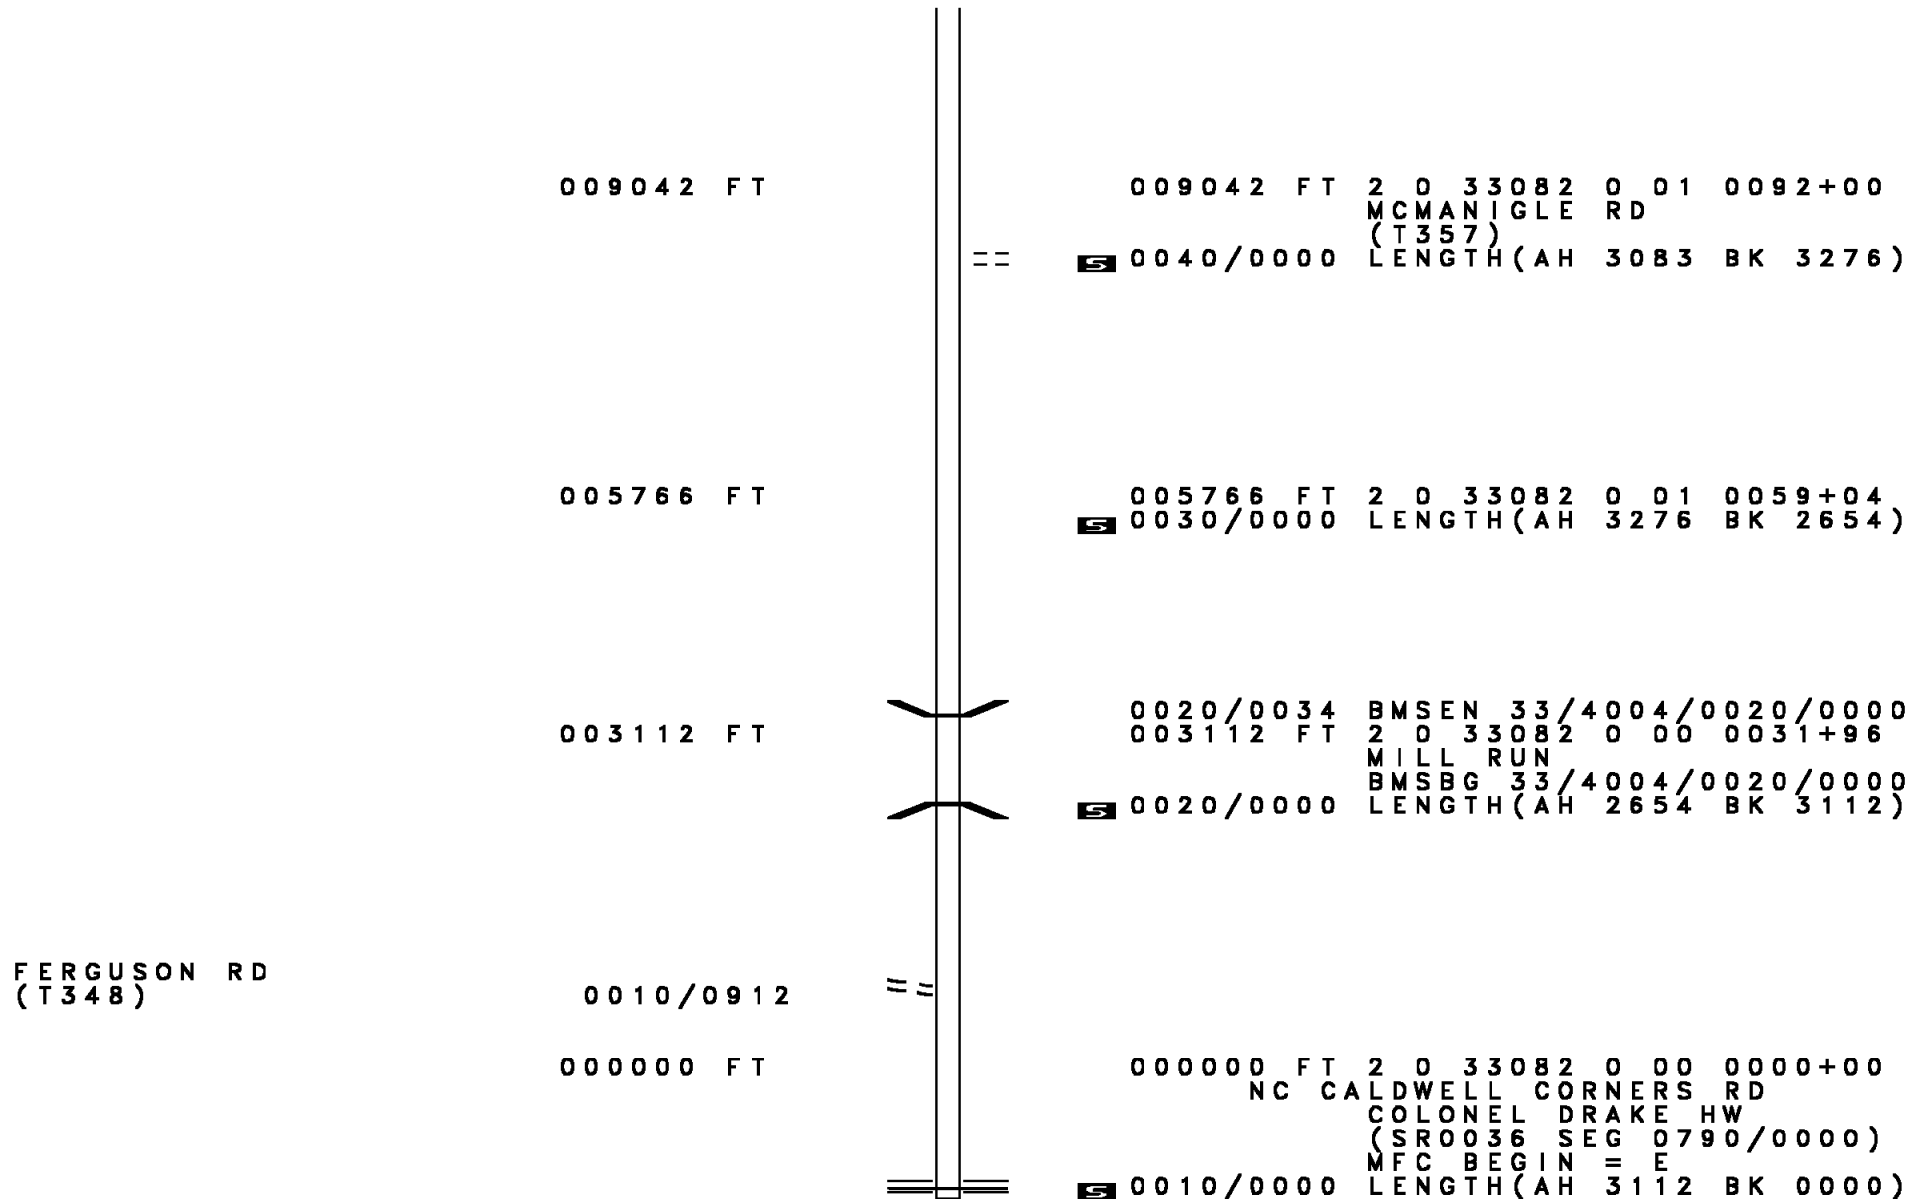 009042 FT 009042 FT 2 0 33082 0 01 0092+00
MCMANIGLE RD
(T357)
S 0040/0000 LENGTH(AH 3083 BK 3276)
005766 FT 005766 FT 2 0 33082 0 01 0059+04
S 0030/0000 LENGTH(AH 3276 BK 2654)
0020/0034 BMSEN 33/4004/0020/0000
003112 FT 003112 FT 2 0 33082 0 00 0031+96
MILL RUN
BMSBG 33/4004/0020/0000
S 0020/0000 LENGTH(AH 2654 BK 3112)
FERGUSON RD
(T348) 0010/0912
000000 FT 000000 FT 2 0 33082 0 00 0000+00
NC CALDWELL CORNERS RD
COLONEL DRAKE HW
(SR0036 SEG 0790/0000)
MFC BEGIN = E
S 0010/0000 LENGTH(AH 3112 BK 0000)